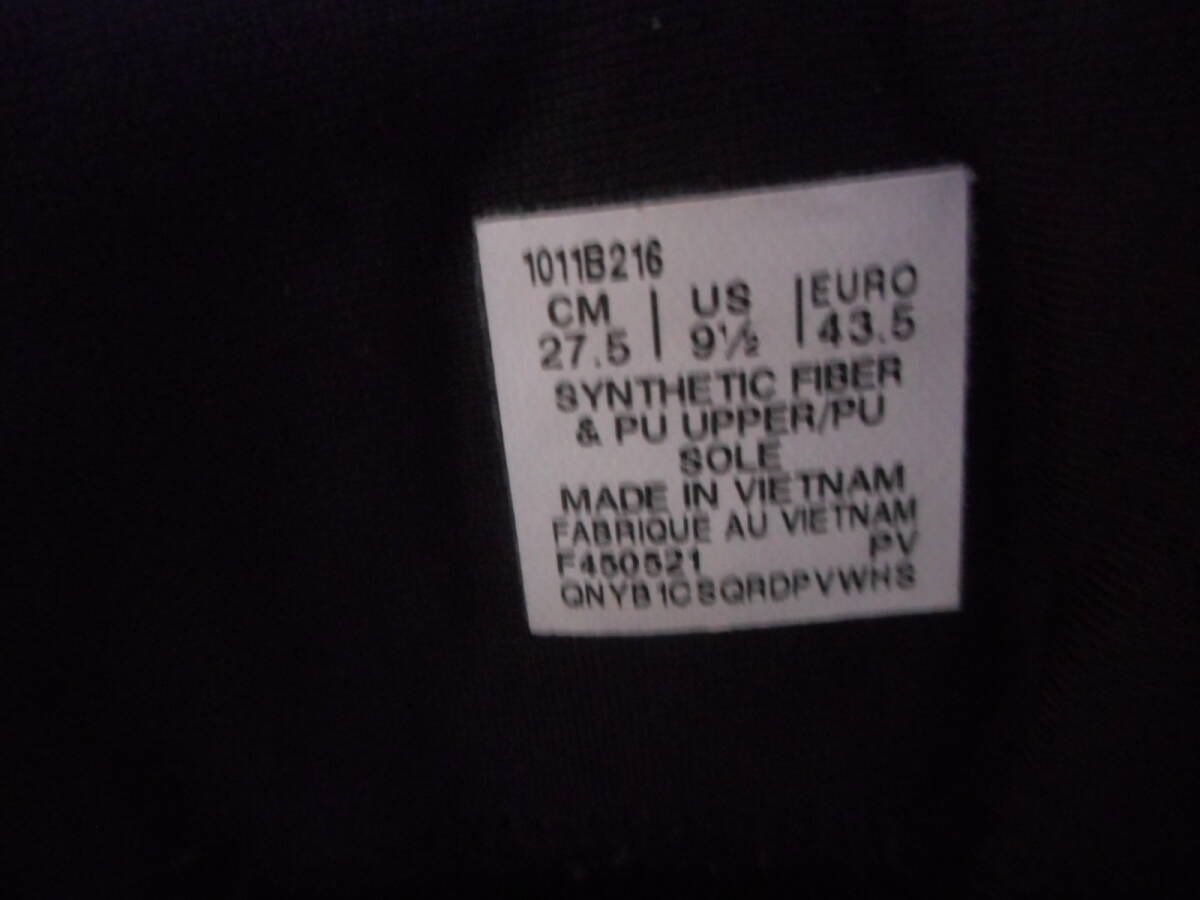 1011B216
CM | US | EURO
27.5 | 9½ | 43.5
SYNTHETIC FIBER
& PU UPPER/PU
SOLE
MADE IN VIETNAM
FABRIQUE AU VIETNAM
F450521 PV
QNYB1CSQRDPVWHS